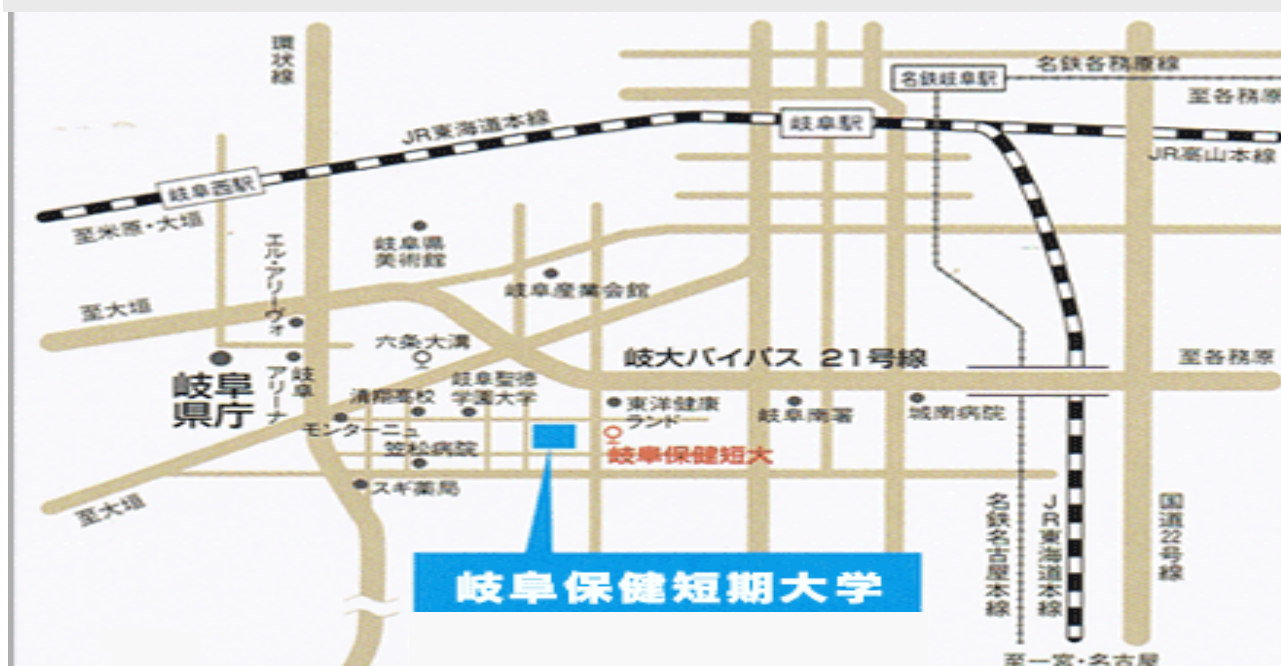 環状線
名鉄岐阜駅
名鉄各務原線
至各務原
岐阜駅
JR東海道本線
JR高山本線
岐阜西駅
至米原・大垣
岐阜県
美術館
エル・アリーヴォ
岐阜産業会館
至大垣
六条大溝
岐大バイパス 21号線
至各務原
岐阜
県庁
岐阜
アリーナ
岐阜聖徳
学園大学
清翔高校
東洋健康
ランド
岐阜南署
城南病院
モンターニュ
笠松病院
岐阜保健短大
スギ薬局
至大垣
名鉄名古屋本線
JR東海道本線
国道22号線
岐阜保健短期大学
至一宮・名古屋